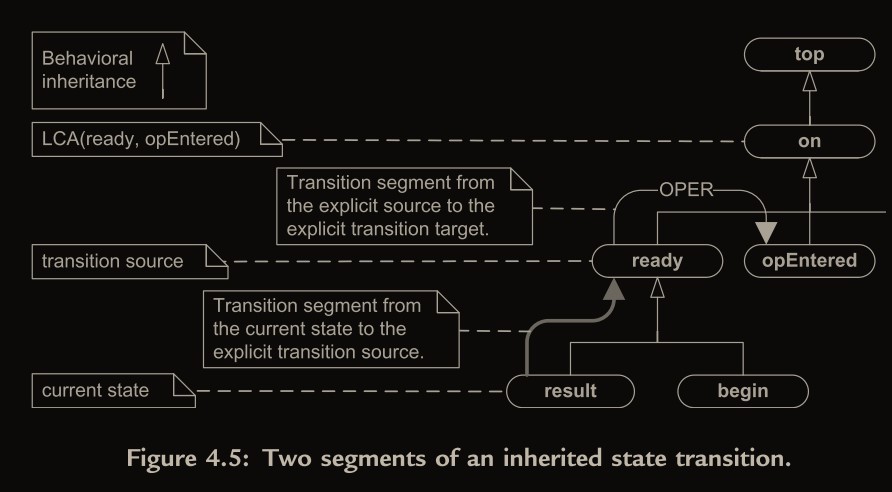 Behavioral
inheritance
top
LCA(ready, opEntered)
on
Transition segment from
the explicit source to the
explicit transition target.
OPER
transition source
ready
opEntered
Transition segment from
the current state to the
explicit transition source.
current state
result
begin
Figure 4.5: Two segments of an inherited state transition.